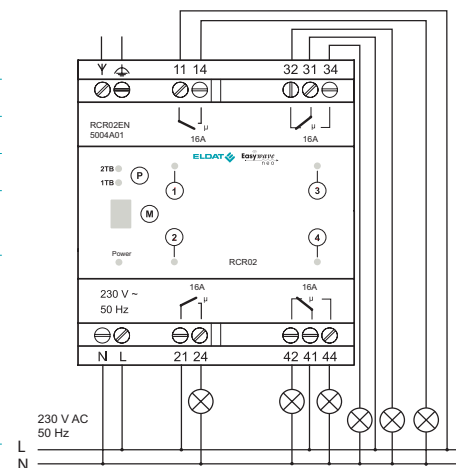 11 14 32 31 34
RCR02EN
5004A01
µ
16A
µ
16A
ELDAT Easywave
neo
2TB
1TB
P
M
1
3
2
4
Power
RCR02
230 V ~
50 Hz
16A
µ
16A
µ
N L 21 24 42 41 44
230 V AC
50 Hz
L
N